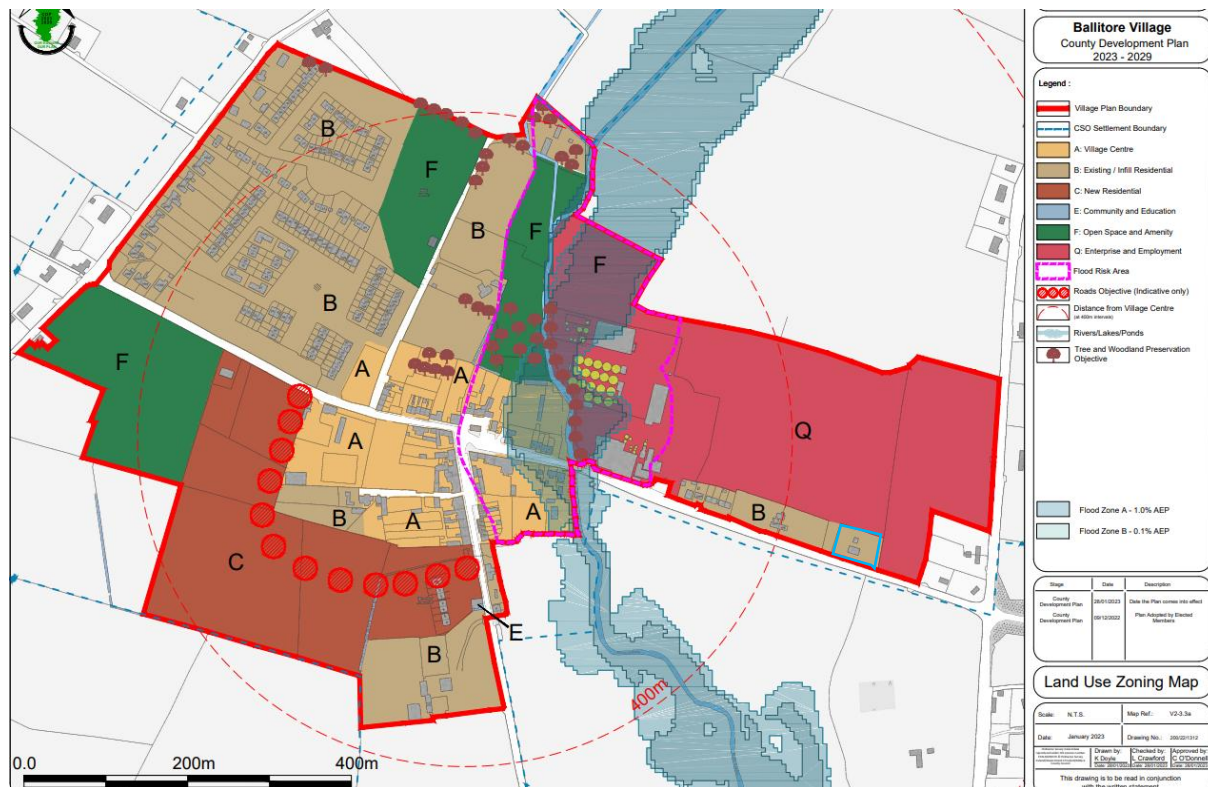 Ballitore Village
County Development Plan
2023 - 2029
Legend :
Village Plan Boundary
CSO Settlement Boundary
A: Village Centre
B: Existing / Infill Residential
C: New Residential
E: Community and Education
F: Open Space and Amenity
Q: Enterprise and Employment
Flood Risk Area
Roads Objective (Indicative only)
Distance from Village Centre
(at 400m intervals)
Rivers/Lakes/Ponds
Tree and Woodland Preservation
Objective
Flood Zone A - 1.0% AEP
Flood Zone B - 0.1% AEP
Stage Date Description
County
Development Plan
28/01/2023
Date the Plan comes into effect
County
Development Plan
09/12/2022
Plan Adopted by Elected
Members
Land Use Zoning Map
Scale: N.T.S. Map Ref.: V2-3.3a
Date: January 2023 Drawing No.: 200/22/1312
Drawn by: Checked by: Approved by:
K Doyle L Crawford C O'Donnell
This drawing is to be read in conjunction
with the written statement
B
F
B
F
F
B
F
A
A
A
Q
B
A
A
B
C
E
B
400m
0.0 200m 400m